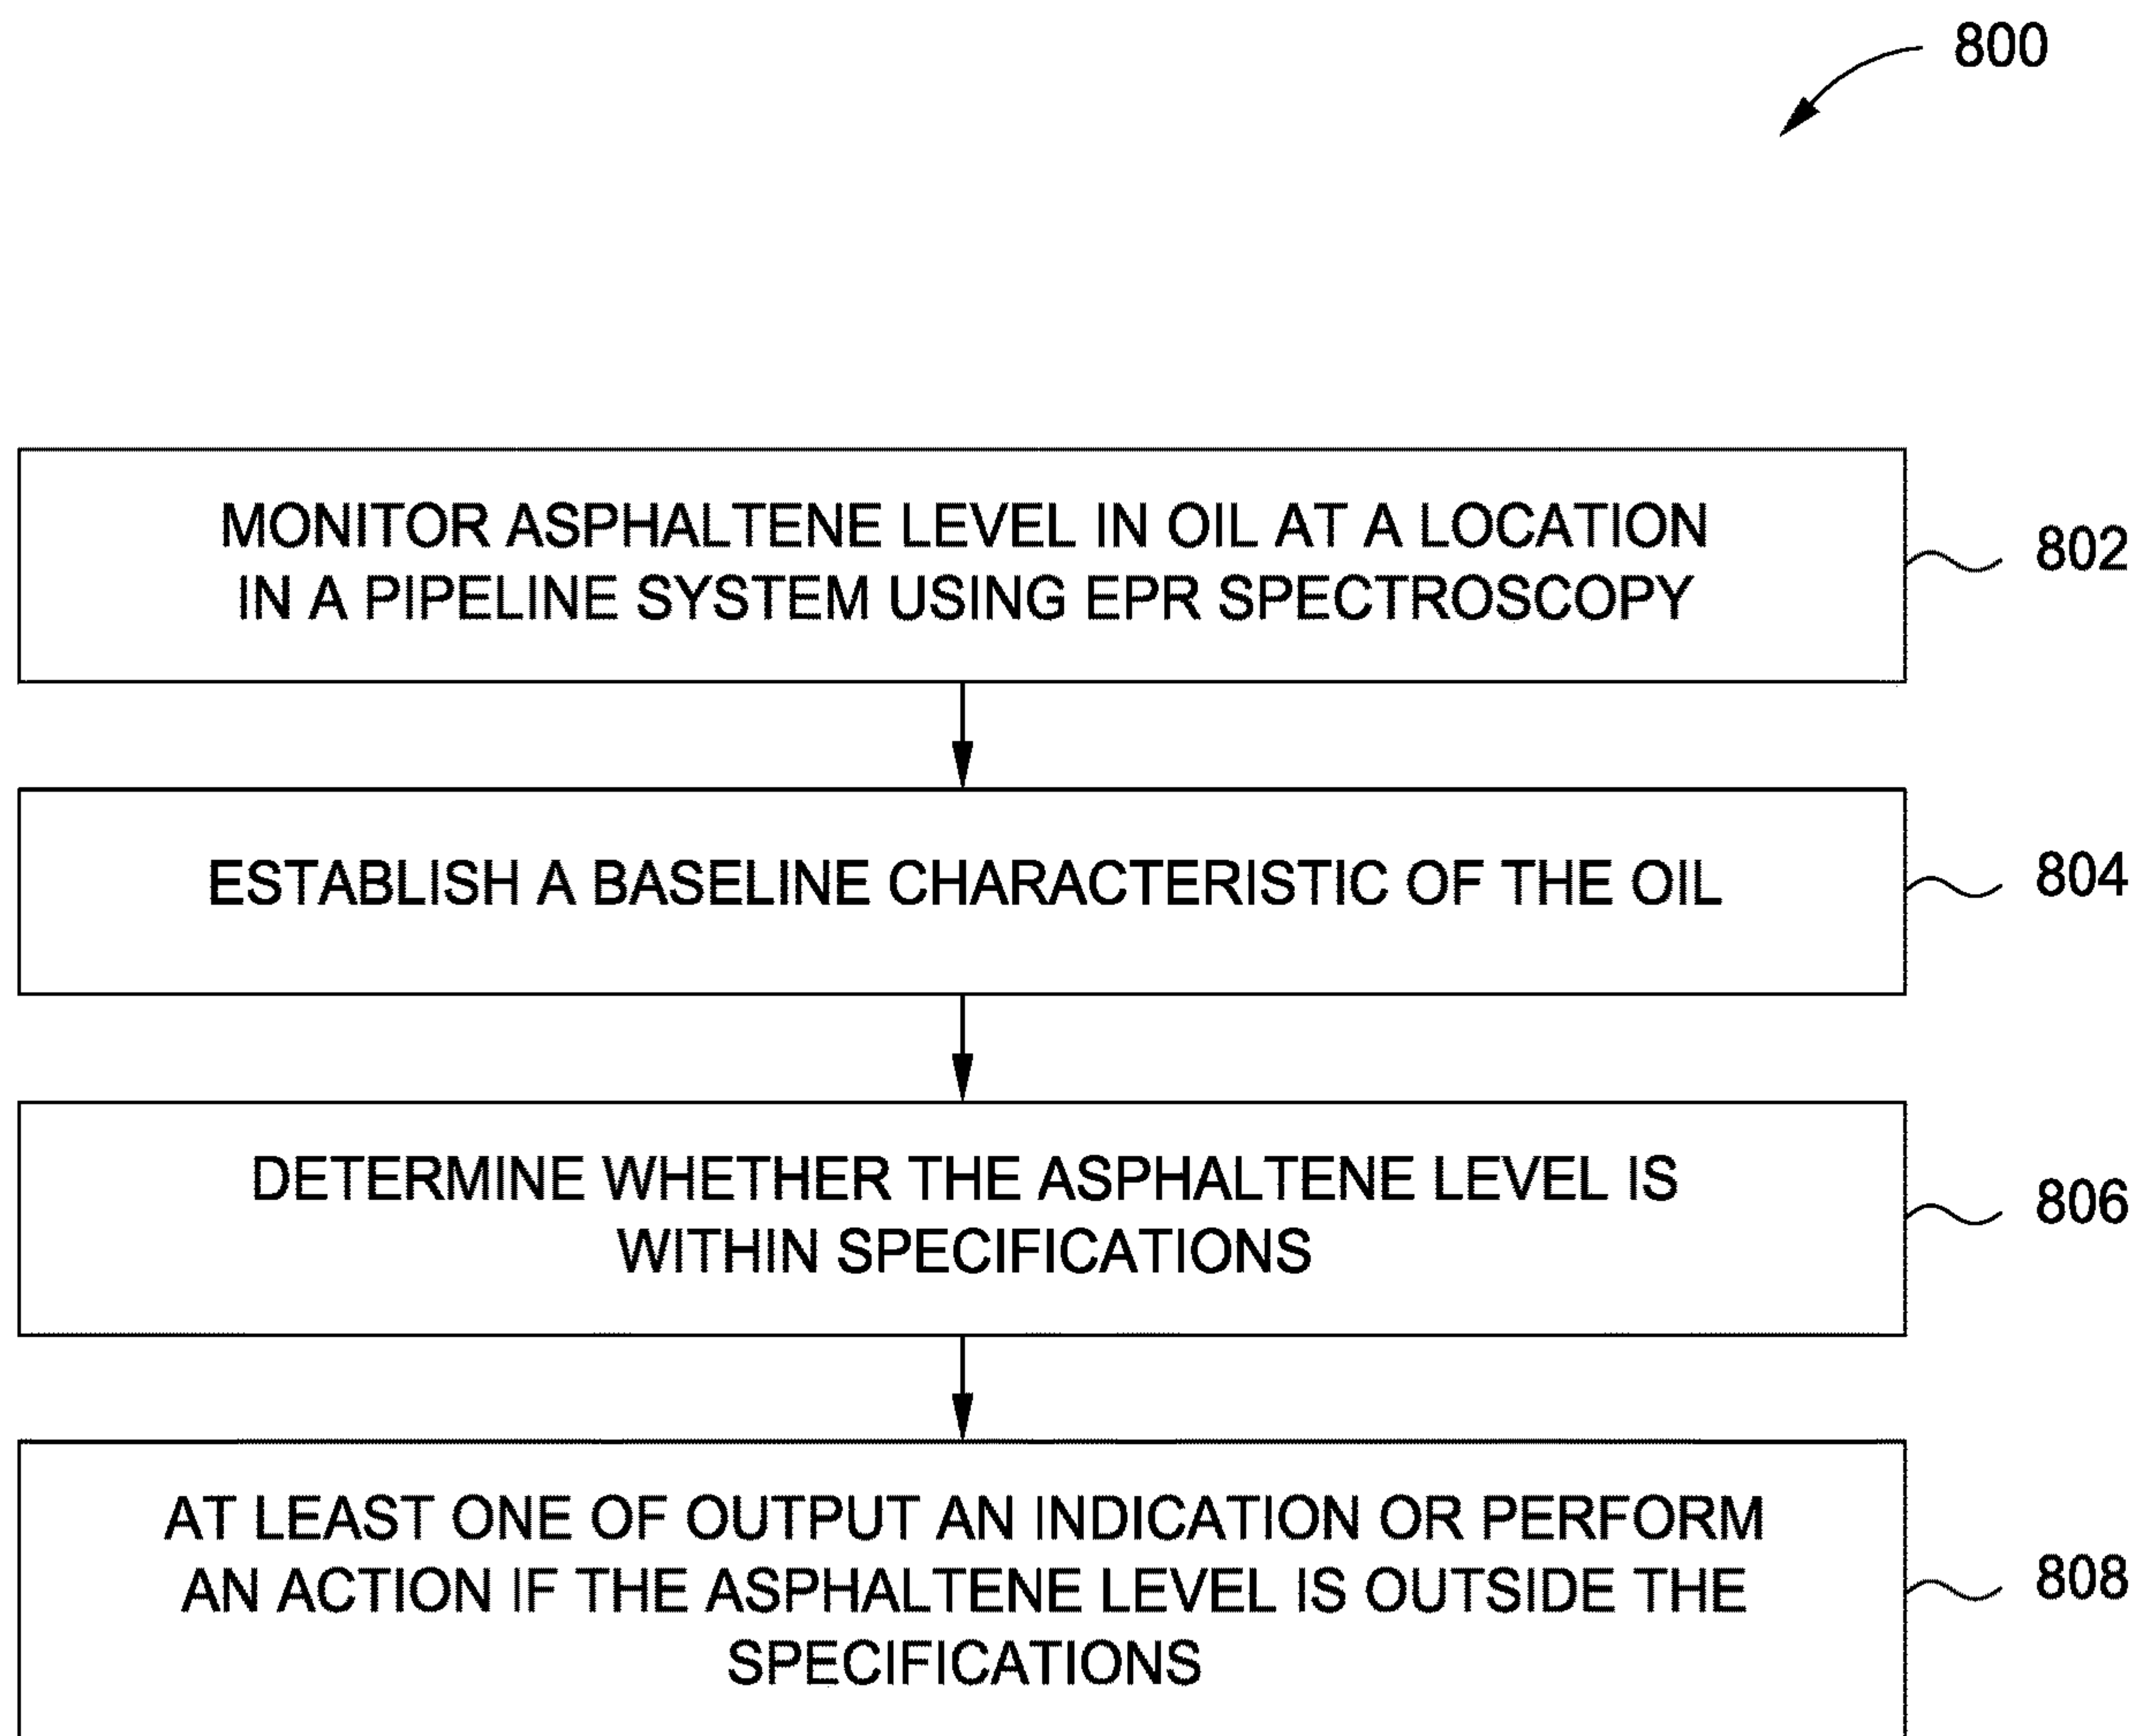 800
MONITOR ASPHALTENE LEVEL IN OIL AT A LOCATION
IN A PIPELINE SYSTEM USING EPR SPECTROSCOPY
802
ESTABLISH A BASELINE CHARACTERISTIC OF THE OIL
804
DETERMINE WHETHER THE ASPHALTENE LEVEL IS
WITHIN SPECIFICATIONS
806
AT LEAST ONE OF OUTPUT AN INDICATION OR PERFORM
AN ACTION IF THE ASPHALTENE LEVEL IS OUTSIDE THE
SPECIFICATIONS
808